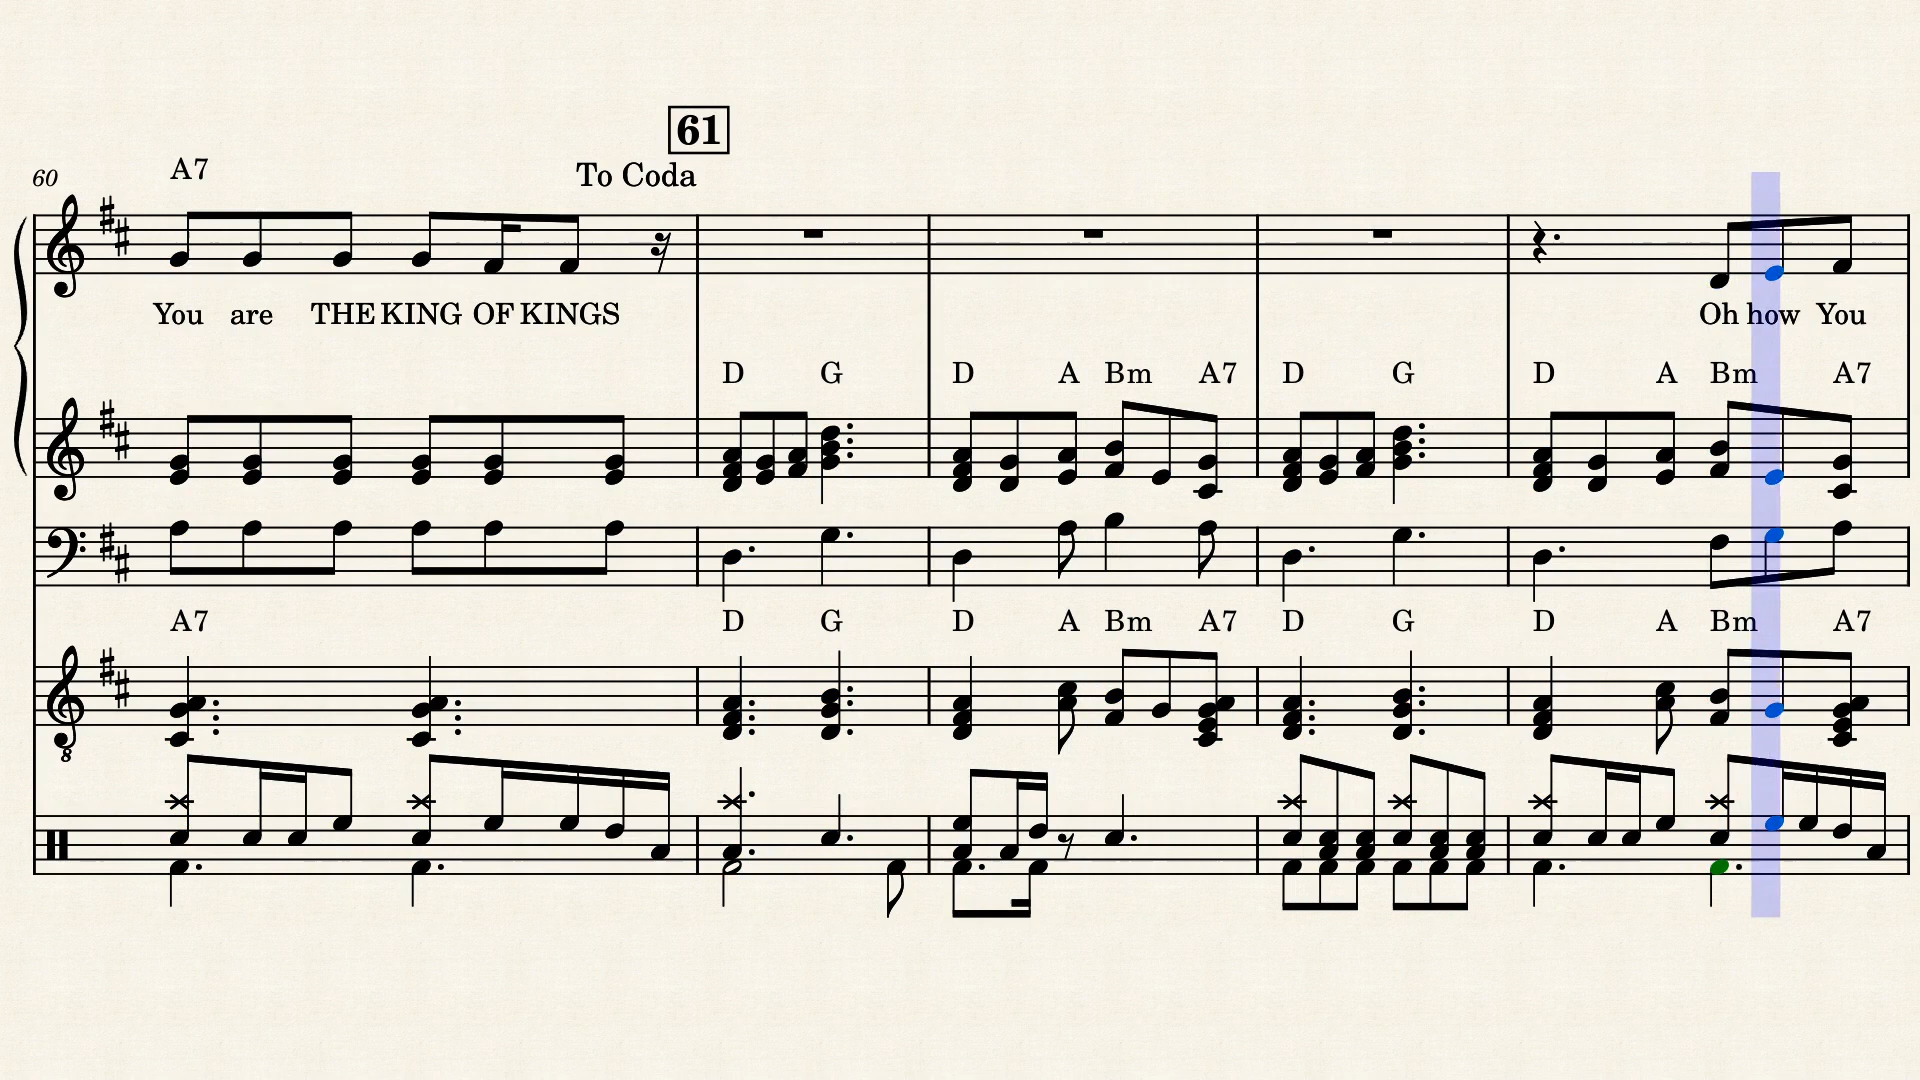 61
60 A7 To Coda
You are THE KING OF KINGS Oh how You
D G D A Bm A7 D G D A Bm A7
A7 D G D A Bm A7 D G D A Bm A7
8